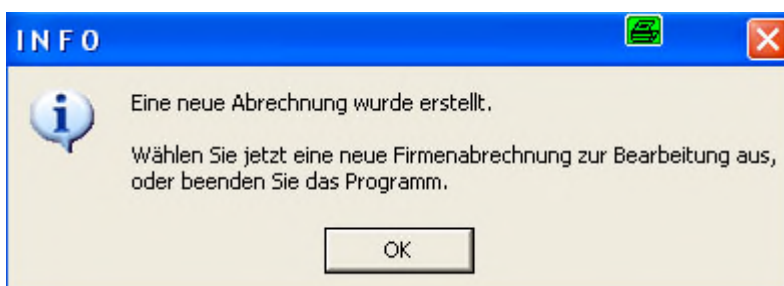 INFO
Eine neue Abrechnung wurde erstellt.
Wählen Sie jetzt eine neue Firmenabrechnung zur Bearbeitung aus,
oder beenden Sie das Programm.
OK